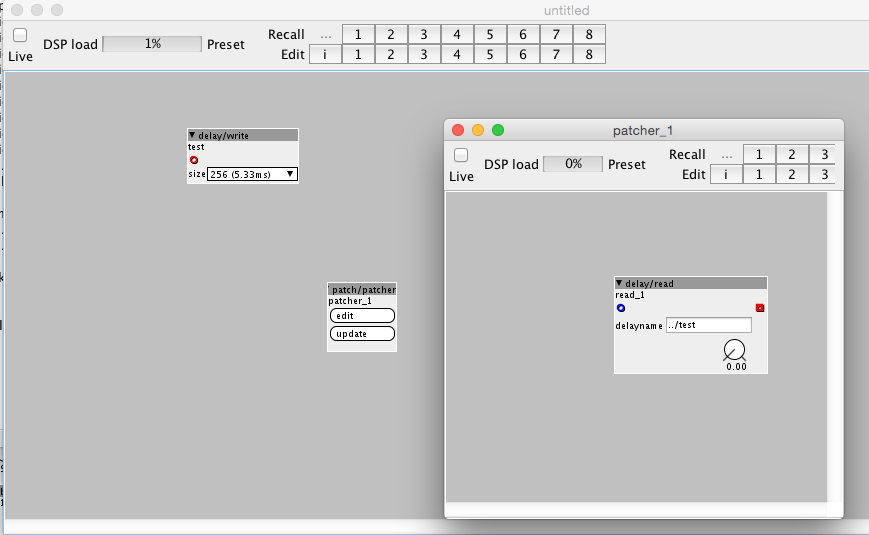 untitled
Live
DSP load 1% Preset
Recall ... 1 2 3 4 5 6 7 8
Edit i 1 2 3 4 5 6 7 8
delay/write
test
size 256 (5.33ms)
patch/patcher
patcher_1
edit
update
patcher_1
Live
DSP load 0% Preset
Recall ... 1 2 3
Edit i 1 2 3
delay/read
read_1
delayname ../test
0.00